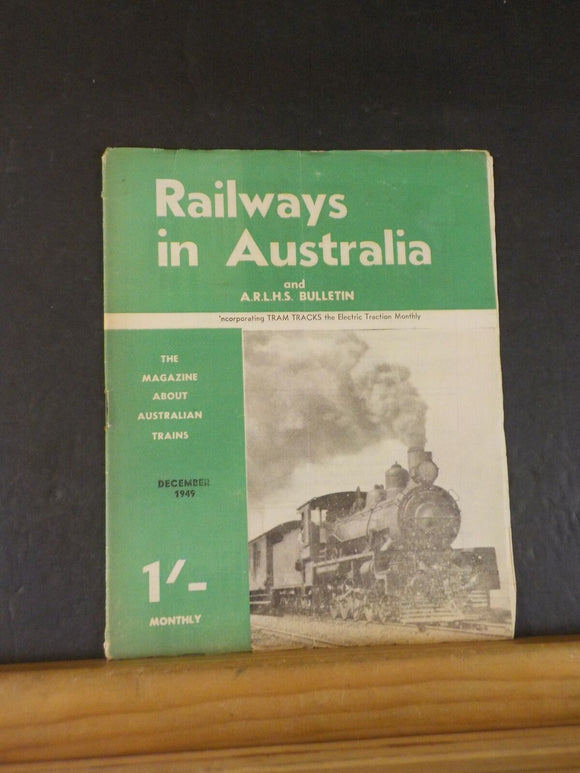 Railways
in Australia
and
A.R.L.H.S. BULLETIN
'ncorporating TRAM TRACKS the Electric Traction Monthly
THE
MAGAZINE
ABOUT
AUSTRALIAN
TRAINS
DECEMBER
1949
1/-
MONTHLY